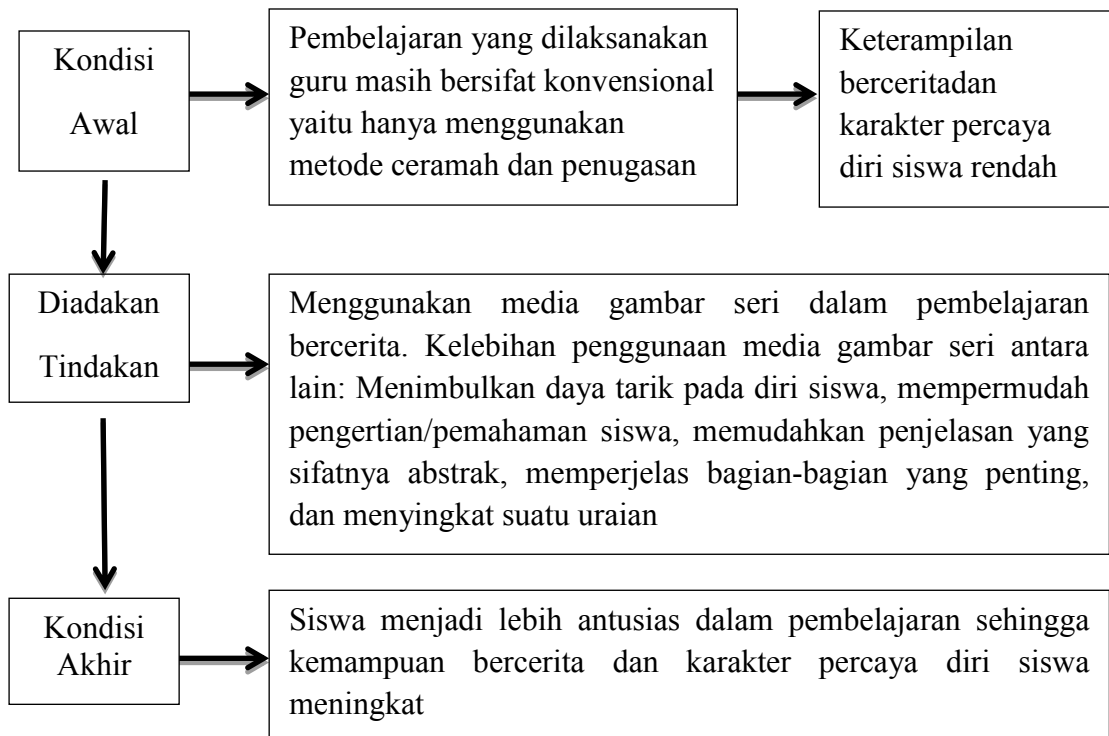 Kondisi
Awal
Pembelajaran yang dilaksanakan
guru masih bersifat konvensional
yaitu hanya menggunakan
metode ceramah dan penugasan
Keterampilan
berceritadan
karakter percaya
diri siswa rendah
Diadakan
Tindakan
Menggunakan media gambar seri dalam pembelajaran
bercerita. Kelebihan penggunaan media gambar seri antara
lain: Menimbulkan daya tarik pada diri siswa, mempermudah
pengertian/pemahaman siswa, memudahkan penjelasan yang
sifatnya abstrak, memperjelas bagian-bagian yang penting,
dan menyingkat suatu uraian
Kondisi
Akhir
Siswa menjadi lebih antusias dalam pembelajaran sehingga
kemampuan bercerita dan karakter percaya diri siswa
meningkat